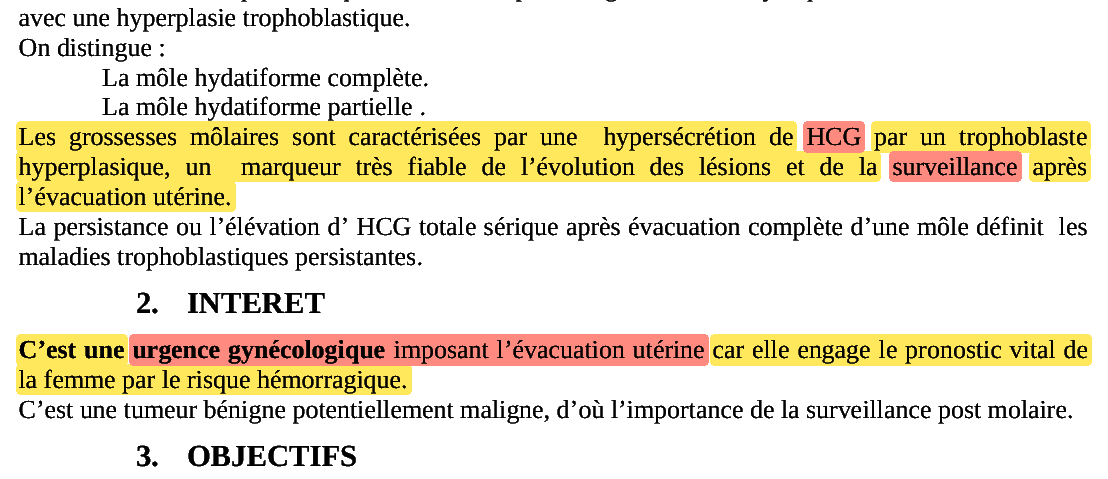 avec une hyperplasie trophoblastique.
On distingue :
La môle hydatiforme complète.
La môle hydatiforme partielle .
Les grossesses môlaires sont caractérisées par une hypersécrétion de HCG par un trophoblaste
hyperplasique, un marqueur très fiable de l’évolution des lésions et de la surveillance après
l’évacuation utérine.
La persistance ou l’élévation d’ HCG totale sérique après évacuation complète d’une môle définit les
maladies trophoblastiques persistantes.
2. INTERET
C’est une urgence gynécologique imposant l’évacuation utérine car elle engage le pronostic vital de
la femme par le risque hémorragique.
C’est une tumeur bénigne potentiellement maligne, d’où l’importance de la surveillance post molaire.
3. OBJECTIFS